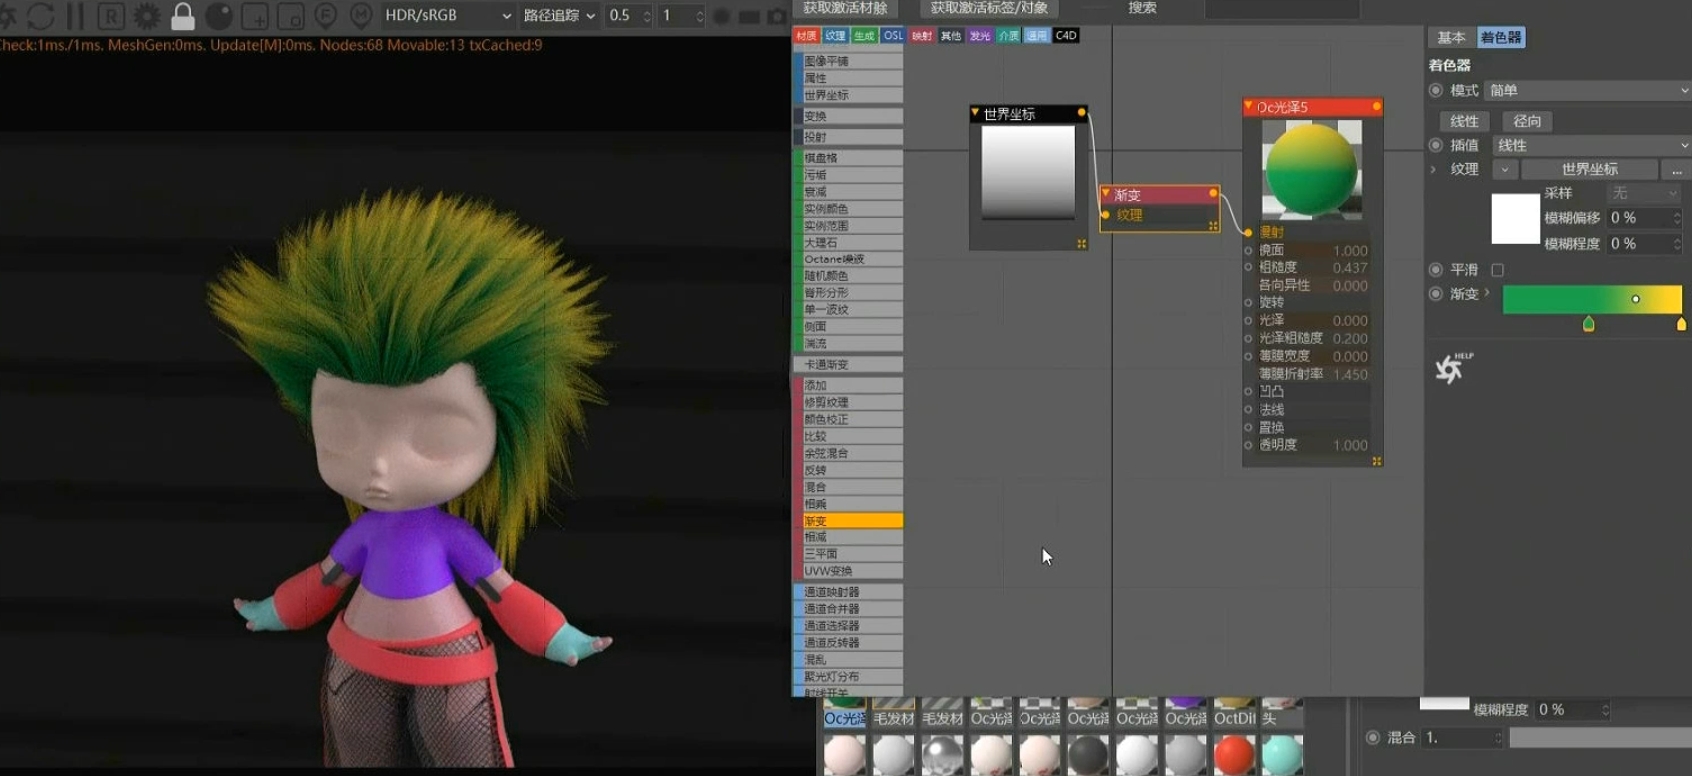 HDR/sRGB
路径追踪
0.5
1
Check:1ms./1ms. MeshGen:0ms. Update[M]:0ms. Nodes:68 Movable:13 txCached:9
获取激活材质
获取激活标签/对象
搜索
材质 纹理 生成 OSL 映射 其他 发光 介质 通用 C4D
图像平铺
属性
世界坐标
变换
投射
棋盘格
污垢
衰减
实例颜色
实例范围
大理石
Octane噪波
随机颜色
脊形分形
单一波纹
侧面
湍流
卡通渐变
添加
修剪纹理
颜色校正
比较
余弦混合
反转
混合
相乘
渐变
相减
三平面
UVW变换
通道映射器
通道合并器
通道选择器
通道反转器
混乱
聚光灯分布
射线开关
世界坐标
渐变
纹理
Oc光泽5
漫射
镜面 1.000
粗糙度 0.437
各向异性 0.000
旋转
光泽 0.000
光泽粗糙度 0.200
薄膜宽度 0.000
薄膜折射率 1.450
凹凸
法线
置换
透明度 1.000
基本 着色器
着色器
模式 简单
线性 径向
插值 线性
纹理 世界坐标 ...
采样 无
模糊偏移 0 %
模糊程度 0 %
平滑
渐变
HELP
Oc光泽 毛发材 毛发材 Oc光泽 Oc光泽 Oc光泽 Oc光泽 Oc光泽 OctDif 头
模糊程度 0 %
混合 1.